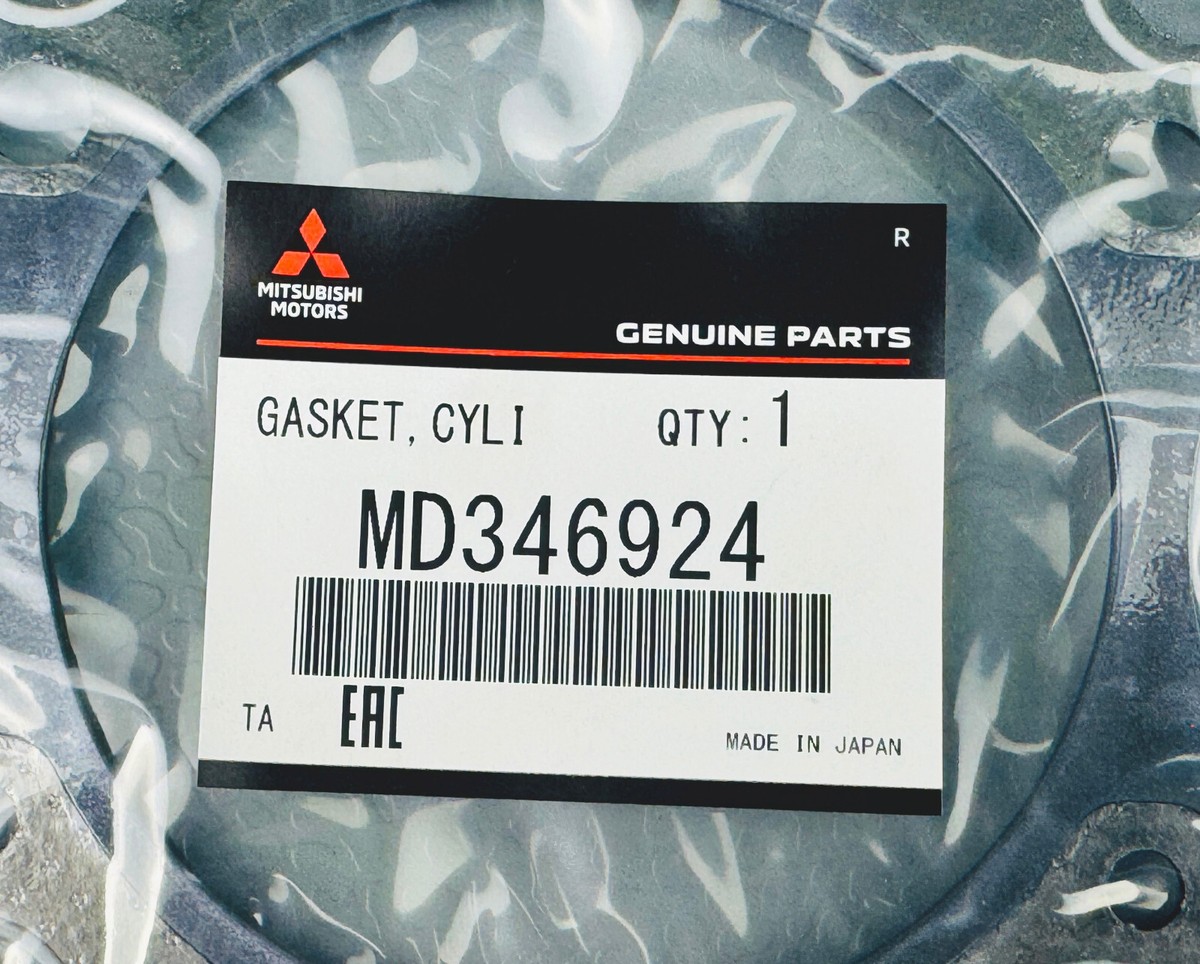 R
MITSUBISHI
MOTORS
GENUINE PARTS
GASKET, CYLI QTY: 1
MD346924
TA EAC MADE IN JAPAN